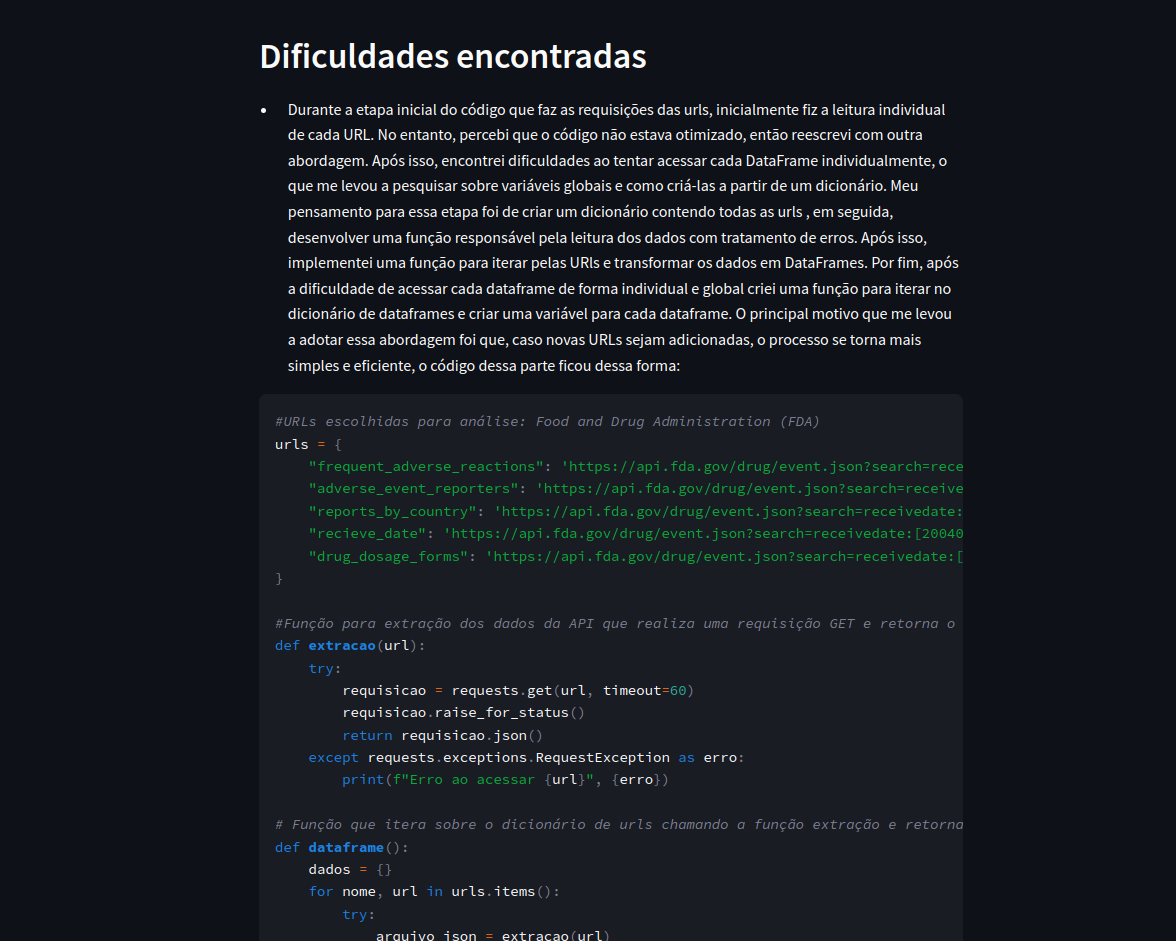 Dificuldades encontradas
• Durante a etapa inicial do código que faz as requisições das urls, inicialmente fiz a leitura individual
de cada URL. No entanto, percebi que o código não estava otimizado, então reescrevi com outra
abordagem. Após isso, encontrei dificuldades ao tentar acessar cada DataFrame individualmente, o
que me levou a pesquisar sobre variáveis globais e como criá-las a partir de um dicionário. Meu
pensamento para essa etapa foi de criar um dicionário contendo todas as urls , em seguida,
desenvolver uma função responsável pela leitura dos dados com tratamento de erros. Após isso,
implementei uma função para iterar pelas URls e transformar os dados em DataFrames. Por fim, após
a dificuldade de acessar cada dataframe de forma individual e global criei uma função para iterar no
dicionário de dataframes e criar uma variável para cada dataframe. O principal motivo que me levou
a adotar essa abordagem foi que, caso novas URLs sejam adicionadas, o processo se torna mais
simples e eficiente, o código dessa parte ficou dessa forma:
#URLs escolhidas para análise: Food and Drug Administration (FDA)
urls = {
    "frequent_adverse_reactions": 'https://api.fda.gov/drug/event.json?search=rece
    "adverse_event_reporters": 'https://api.fda.gov/drug/event.json?search=receive
    "reports_by_country": 'https://api.fda.gov/drug/event.json?search=receivedate:
    "recieve_date": 'https://api.fda.gov/drug/event.json?search=receivedate:[20040
    "drug_dosage_forms": 'https://api.fda.gov/drug/event.json?search=receivedate:[
}
#Função para extração dos dados da API que realiza uma requisição GET e retorna o
def extracao(url):
    try:
        requisicao = requests.get(url, timeout=60)
        requisicao.raise_for_status()
        return requisicao.json()
    except requests.exceptions.RequestException as erro:
        print(f"Erro ao acessar {url}", {erro})
# Função que itera sobre o dicionário de urls chamando a função extração e retorna
def dataframe():
    dados = {}
    for nome, url in urls.items():
        try:
            arquivo_json = extracao(url)